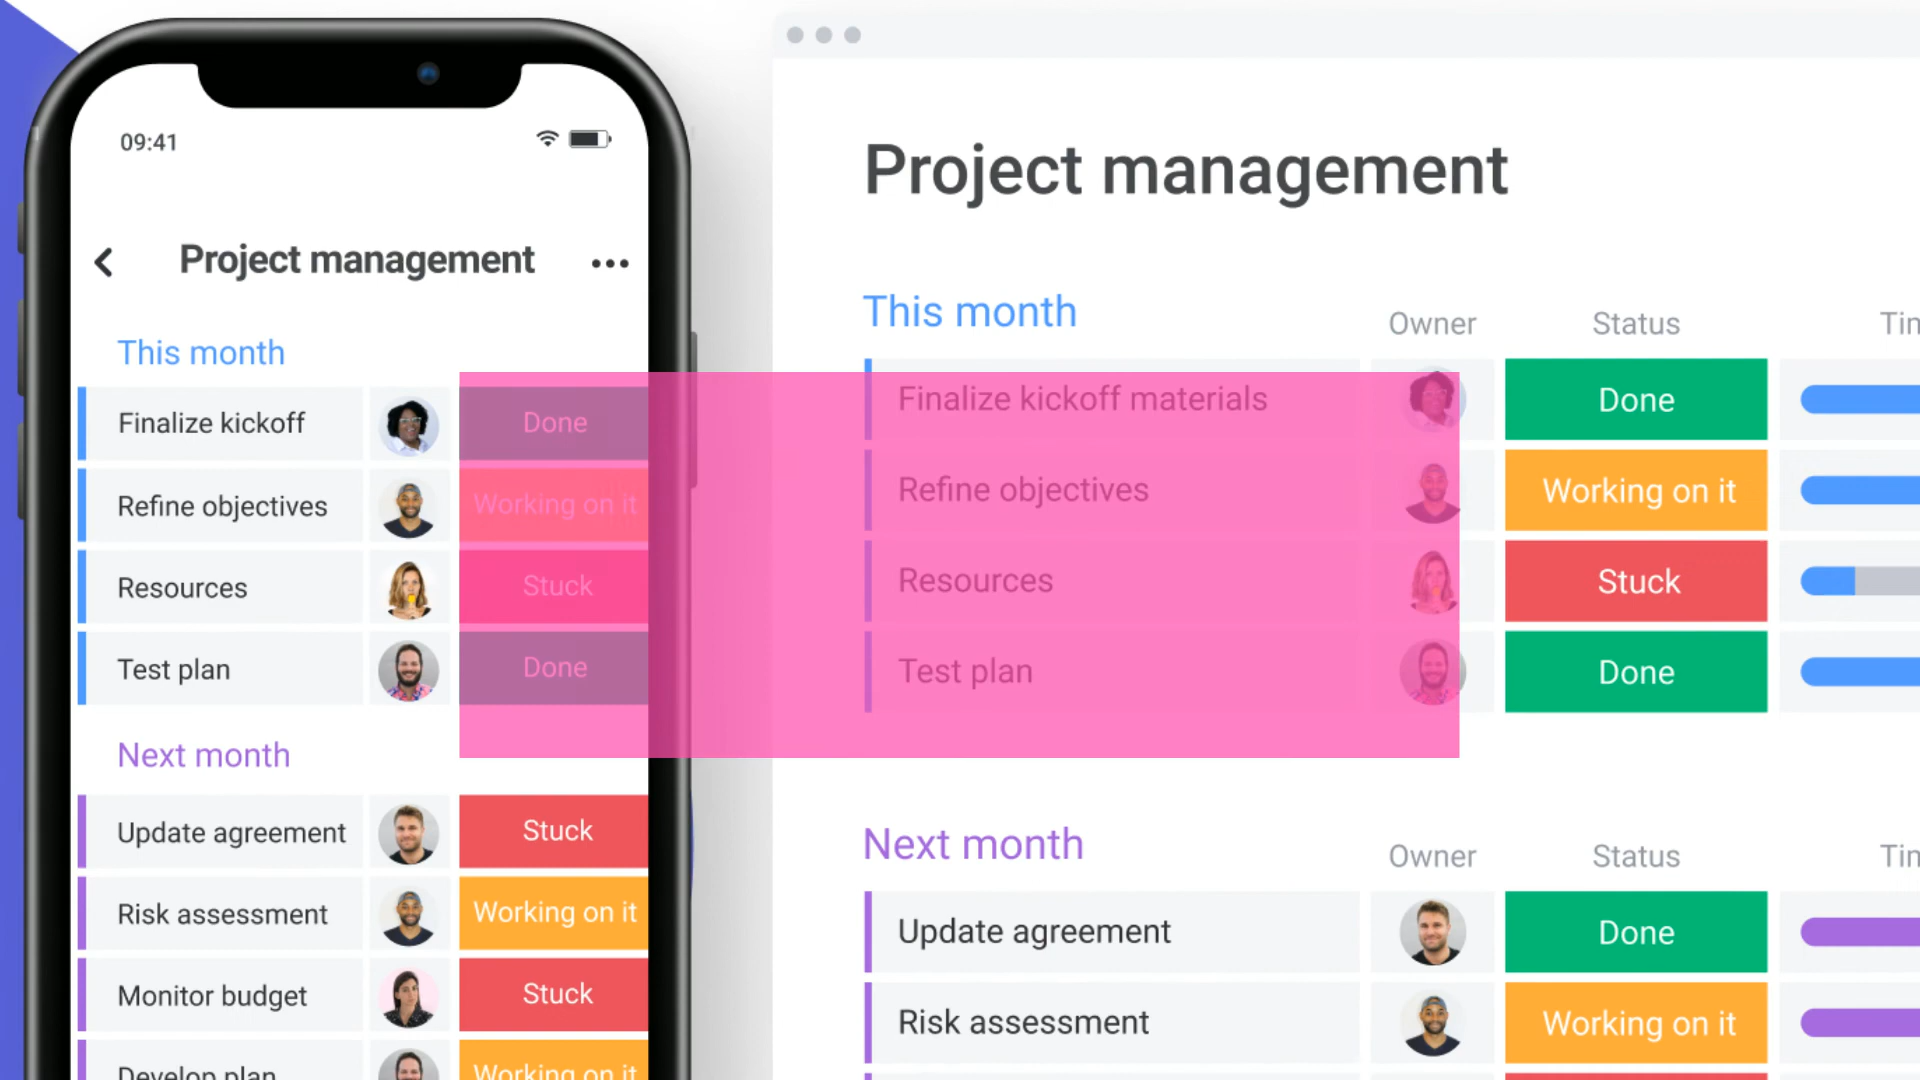 09:41
Project management
This month
Finalize kickoff
Done
Refine objectives
Working on it
Resources
Stuck
Test plan
Done
Next month
Update agreement
Stuck
Risk assessment
Working on it
Monitor budget
Stuck
Develop plan
Working on it
Project management
This month
Owner
Status
Finalize kickoff materials
Done
Refine objectives
Working on it
Resources
Stuck
Test plan
Done
Next month
Owner
Status
Update agreement
Done
Risk assessment
Working on it